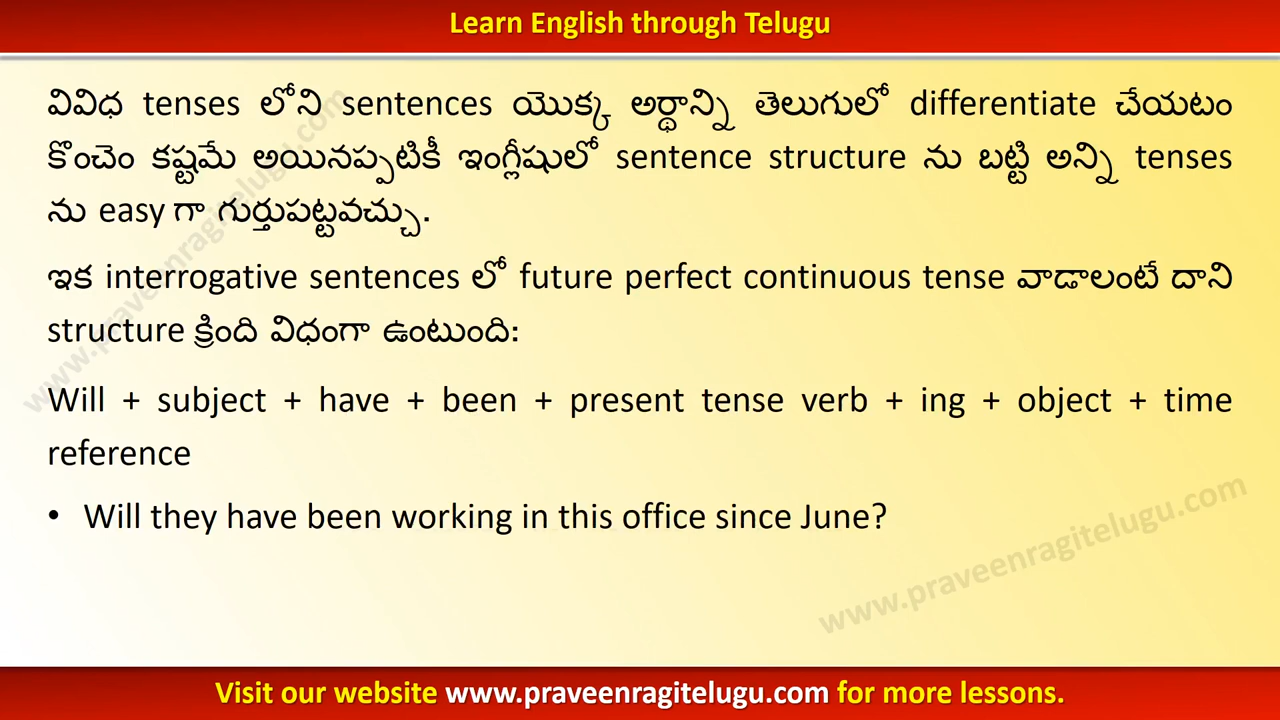 Learn English through Telugu
వివిధ tenses లోని sentences యొక్క అర్థాన్ని తెలుగులో differentiate చేయటం
కొంచెం కష్టమే అయినప్పటికీ ఇంగ్లీషులో sentence structure ను బట్టి అన్ని tenses
ను easy గా గుర్తుపట్టవచ్చు.
ఇక interrogative sentences లో future perfect continuous tense వాడాలంటే దాని
structure క్రింది విధంగా ఉంటుంది:
Will + subject + have + been + present tense verb + ing + object + time
reference
• Will they have been working in this office since June?
www.praveenragitelugu.com
www.praveenragitelugu.com
Visit our website www.praveenragitelugu.com for more lessons.